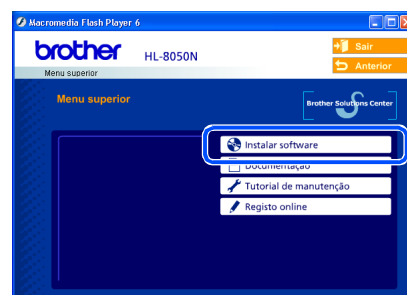 Macromedia Flash Player 6
brother HL-8050N
Sair
Anterior
Menu superior
Menu superior
Brother Solutions Center
Instalar software
Documentação
Tutorial de manutenção
Registo online